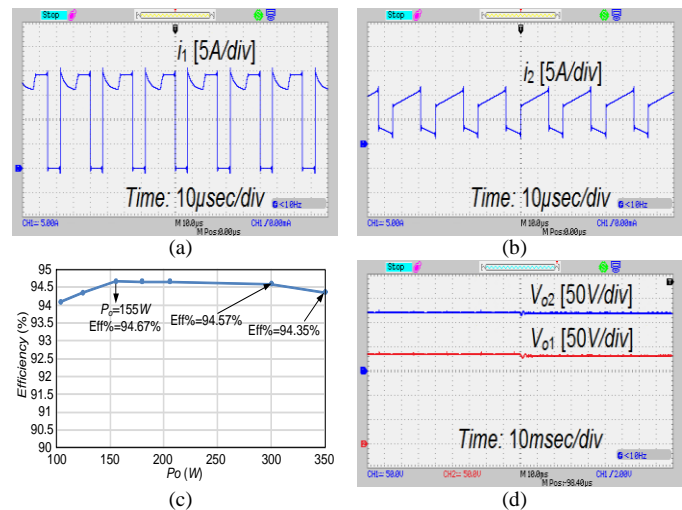 Stop
i1 [5A/div]
Time: 10μsec/div
<10Hz
CH1= 5.00A
M 10.0μs
M Pos:0.00μs
CH1 / 0.00mA
(a)
Stop
i2 [5A/div]
Time: 10μsec/div
<10Hz
CH1= 5.00A
M 10.0μs
M Pos:0.00μs
CH1 / 0.00mA
(b)
Efficiency (%)
95
94.5
94
93.5
93
92.5
92
91.5
91
90.5
90
Po=155W
Eff%=94.67%
Eff%=94.57%
Eff%=94.35%
100
150
200
250
300
350
Po (W)
(c)
Stop
Vo2 [50V/div]
Vo1 [50V/div]
Time: 10msec/div
<10Hz
CH1= 50.0V
CH2= 50.0V
M 10.0ms
M Pos:-98.40μs
CH1 / 2.00V
(d)